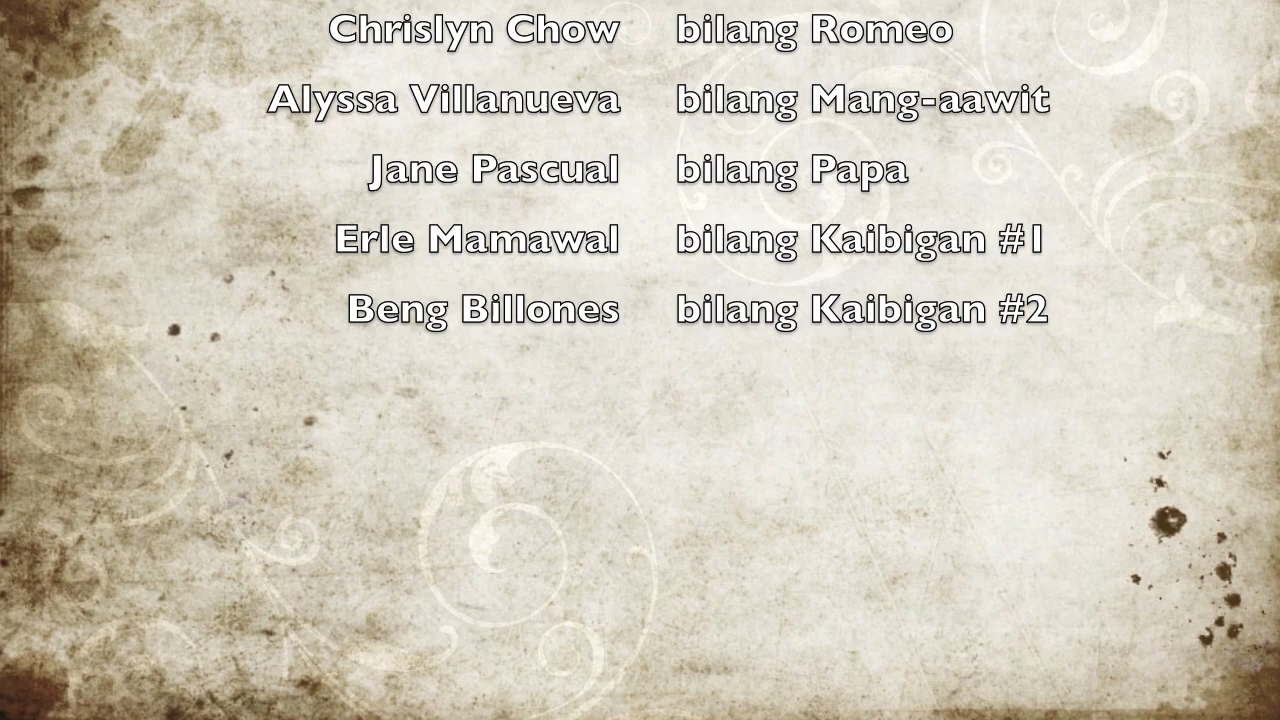 Chrislyn Chow bilang Romeo
Alyssa Villanueva bilang Mang-aawit
Jane Pascual bilang Papa
Erle Mamawal bilang Kaibigan #1
Beng Billones bilang Kaibigan #2